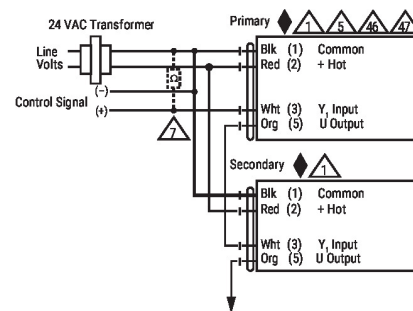 24 VAC Transformer
Primary 1 5 46 47
Line
Volts
Blk (1) Common
Red (2) + Hot
Ω
(–)
Control Signal (+)
Wht (3) Y1 Input
Org (5) U Output
7
Secondary 1
Blk (1) Common
Red (2) + Hot
Wht (3) Y1 Input
Org (5) U Output